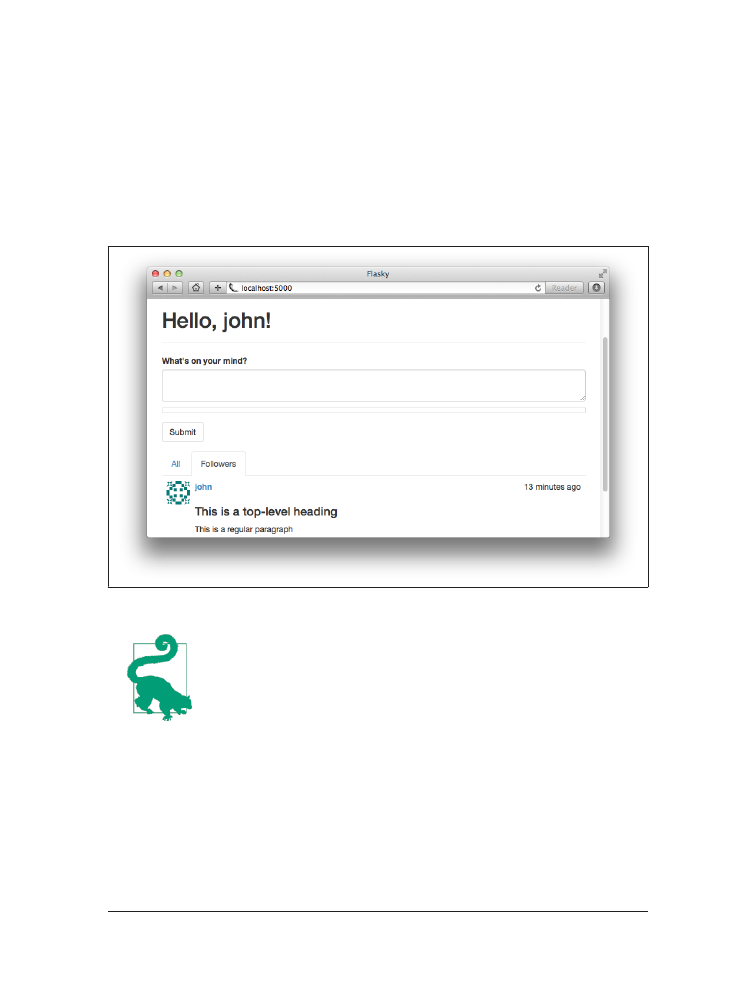 Flasky
localhost:5000
Reader
Hello, john!
What's on your mind?
Submit
All Followers
john 13 minutes ago
This is a top-level heading
This is a regular paragraph